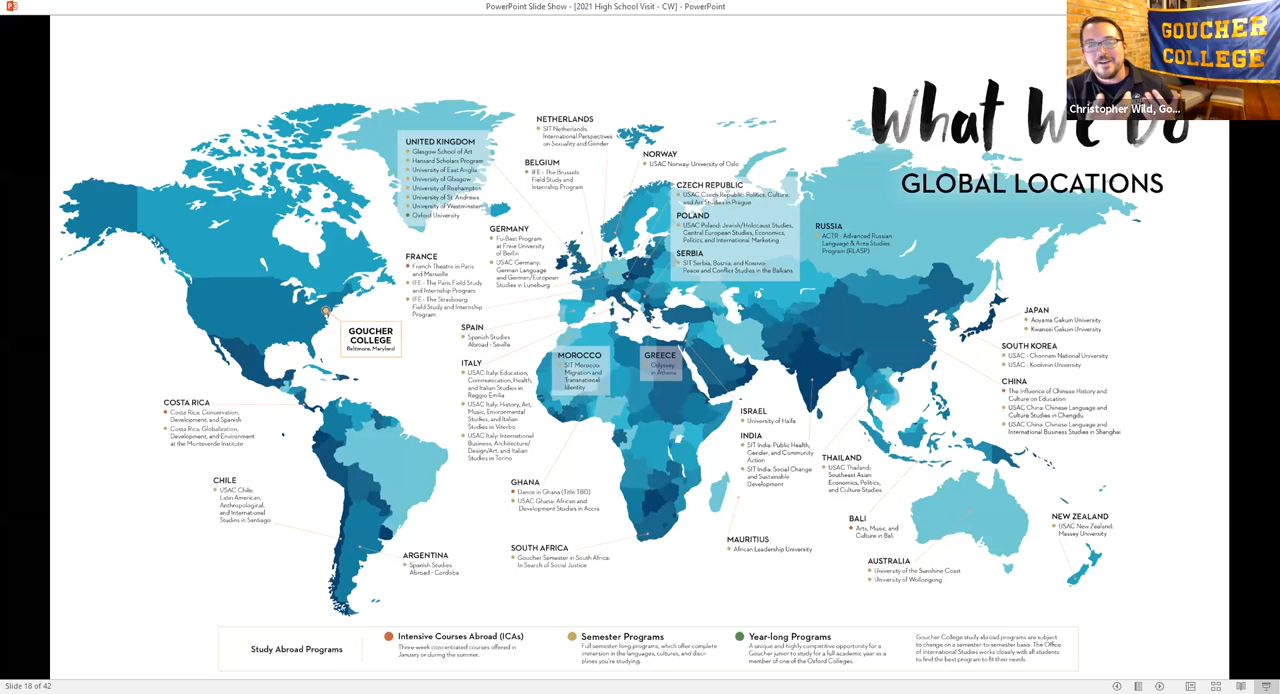 PowerPoint Slide Show - [2021 High School Visit - CW] - PowerPoint
GOUCHER
COLLEGE
Christopher Wild, Go...
What We Do
GLOBAL LOCATIONS
UNITED KINGDOM
Glasgow School of Art
Hansard Scholars Program
University of East Anglia
University of Glasgow
University of Roehampton
University of St. Andrews
University of Westminster
Oxford University
NETHERLANDS
SIT Netherlands:
International Perspectives
on Sexuality and Gender
BELGIUM
IFE - The Brussels
Field Study and
Internship Program
NORWAY
USAC Norway: University of Oslo
CZECH REPUBLIC
USAC Czech Republic: Politics, Culture,
and Art Studies in Prague
POLAND
USAC Poland: Jewish/Holocaust Studies,
Central European Studies, Economics,
Politics, and International Marketing
SERBIA
SIT Serbia, Bosnia, and Kosovo:
Peace and Conflict Studies in the Balkans
RUSSIA
ACTR - Advanced Russian
Language & Area Studies
Program (RLASP)
GERMANY
Fu-Best Program
at Freie University
of Berlin
USAC Germany:
German Language
and German/European
Studies in Luneburg
FRANCE
French Theatre in Paris
and Marseille
IFE - The Paris Field Study
and Internship Program
IFE - The Strasbourg
Field Study and Internship
Program
GOUCHER
COLLEGE
Baltimore, Maryland
SPAIN
Spanish Studies
Abroad - Seville
ITALY
USAC Italy: Education,
Communication, Health,
and Italian Studies in
Reggio Emilia
USAC Italy: History, Art,
Music, Environmental
Studies, and Italian
Studies in Viterbo
USAC Italy: International
Business, Architecture/
Design/Art, and Italian
Studies in Torino
MOROCCO
SIT Morocco:
Migration and
Transnational
Identity
GREECE
Odyssey
in Athens
JAPAN
Aoyama Gakuin University
Kwansei Gakuin University
SOUTH KOREA
USAC - Chonnam National University
USAC - Kookmin University
CHINA
The Influence of Chinese History and
Culture on Education
USAC China: Chinese Language and
Culture Studies in Chengdu
USAC China: Chinese Language and
International Business Studies in Shanghai
COSTA RICA
Costa Rica: Conservation,
Development, and Spanish
Costa Rica: Globalization,
Development, and Environment
at the Monteverde Institute
ISRAEL
University of Haifa
INDIA
SIT India: Public Health,
Gender, and Community
Action
SIT India: Social Change
and Sustainable
Development
THAILAND
USAC Thailand:
Southeast Asian
Economics, Politics,
and Culture Studies
CHILE
USAC Chile:
Latin American,
Anthropological,
and International
Studies in Santiago
GHANA
Dance in Ghana (Title TBD)
USAC Ghana: African and
Development Studies in Accra
BALI
Arts, Music, and
Culture in Bali
NEW ZEALAND
USAC New Zealand:
Massey University
MAURITIUS
African Leadership University
SOUTH AFRICA
Goucher Semester in South Africa:
In Search of Social Justice
ARGENTINA
Spanish Studies
Abroad - Cordoba
AUSTRALIA
University of the Sunshine Coast
University of Wollongong
Study Abroad Programs
Intensive Courses Abroad (ICAs)
Three-week concentrated courses offered in
January or during the summer.
Semester Programs
Full semester-long programs, which offer complete
immersion in the languages, cultures, and disci-
plines you're studying.
Year-long Programs
A unique and highly competitive opportunity for a
Goucher junior to study for a full academic year as a
member of one of the Oxford Colleges.
Goucher College study abroad programs are subject
to change on a semester-to-semester basis. The Office
of International Studies works closely with all students
to find the best program to fit their needs.
Slide 18 of 42